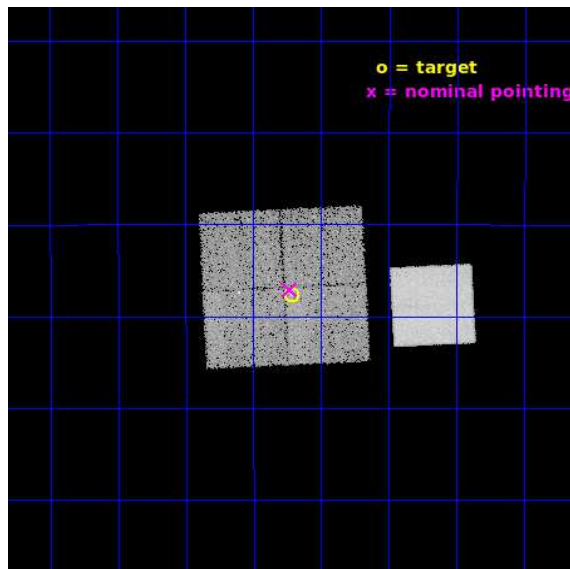 o = target
x = nominal pointing